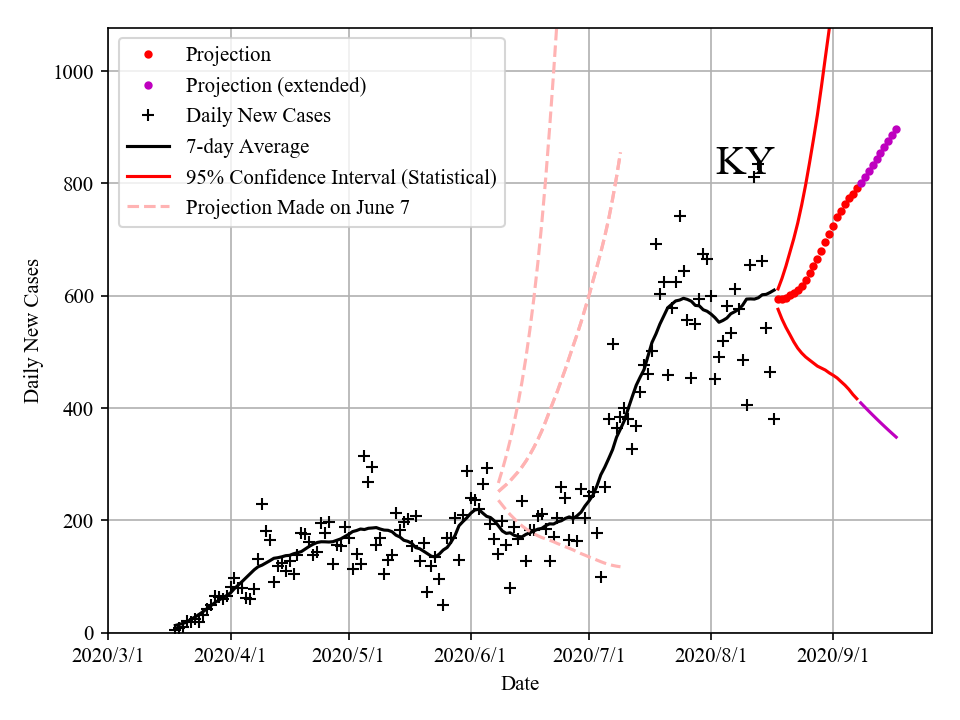 Projection
Projection (extended)
Daily New Cases
7-day Average
95% Confidence Interval (Statistical)
Projection Made on June 7
KY
1000
800
600
400
200
0
Daily New Cases
2020/3/1 2020/4/1 2020/5/1 2020/6/1 2020/7/1 2020/8/1 2020/9/1
Date